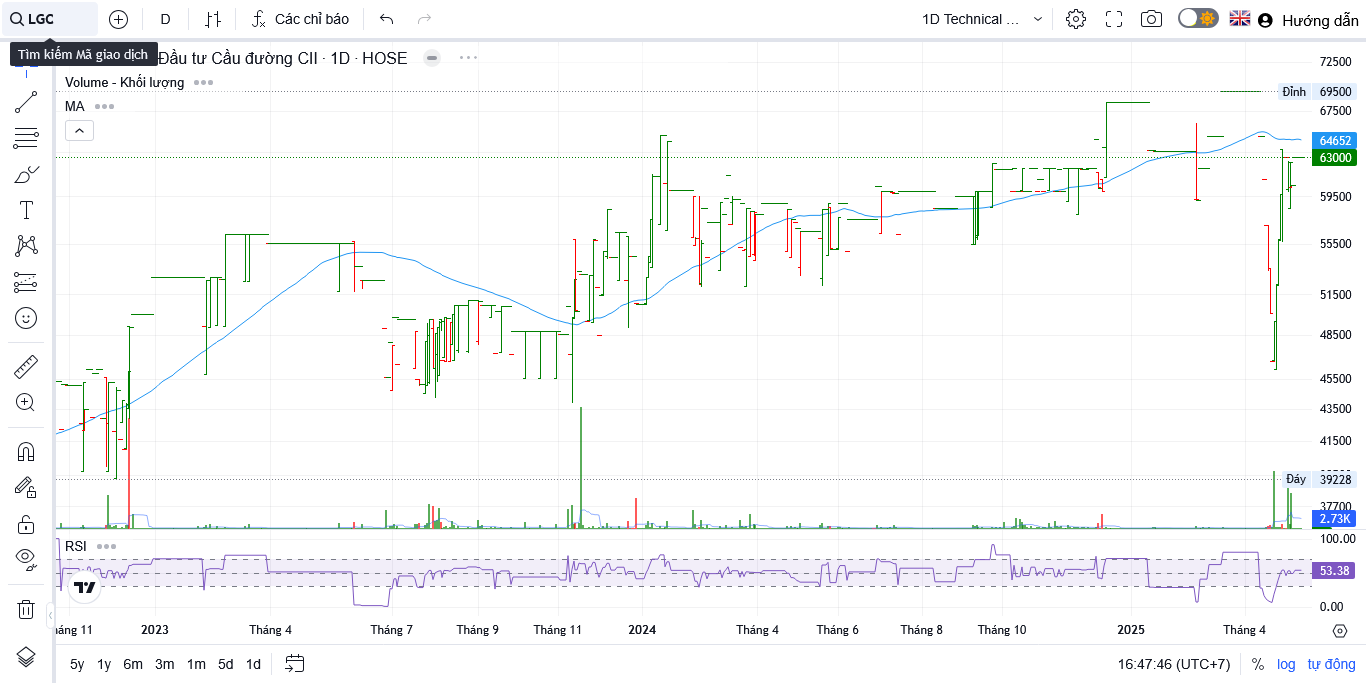 LGC
D
Các chỉ báo
1D Technical ...
Hướng dẫn
Tìm kiếm Mã giao dịch
Đầu tư Cầu đường CII · 1D · HOSE
Volume - Khối lượng
MA
72500
Đỉnh 69500
67500
64652
63000
59500
55500
51500
48500
45500
43500
41500
Đáy 39228
37700
2.73K
RSI
100.00
53.38
0.00
háng 11 2023 Tháng 4 Tháng 7 Tháng 9 Tháng 11 2024 Tháng 4 Tháng 6 Tháng 8 Tháng 10 2025 Tháng 4
5y 1y 6m 3m 1m 5d 1d
16:47:46 (UTC+7) % log tự động